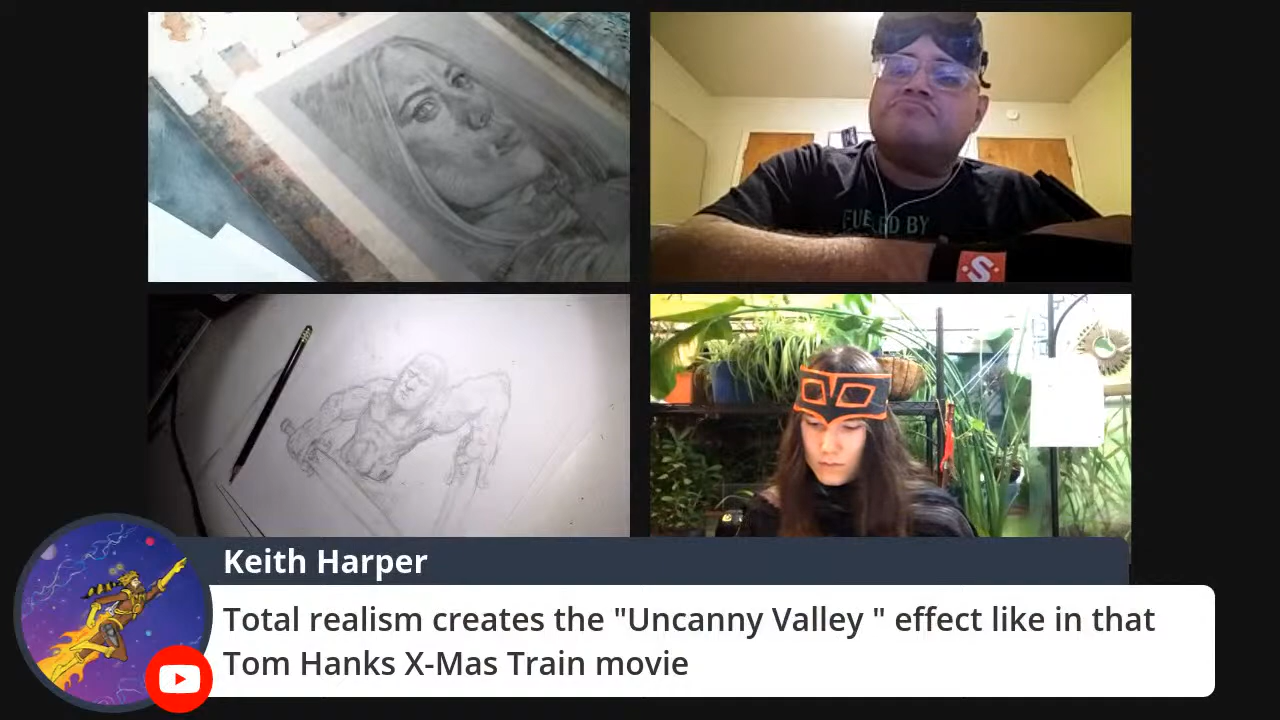 FUELED BY
S
Keith Harper
Total realism creates the "Uncanny Valley " effect like in that
Tom Hanks X-Mas Train movie